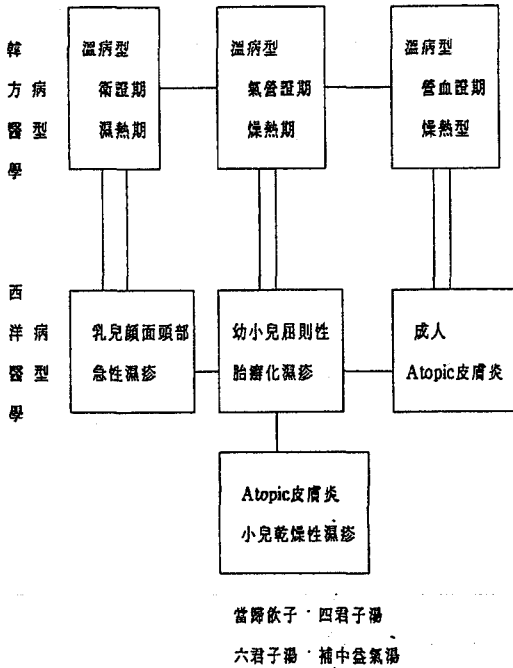 韓
方 病
醫 型
學
溫病型
衛證期
濕熱期
溫病型
氣管證期
燥熱期
溫病型
管血證期
燥熱型
西
洋 病
醫 型
學
乳兒顔面頭部
急性濕疹
幼小兒屈則性
胎癬化濕疹
成人
Atopic皮膚炎
Atopic皮膚炎
小兒乾燥性濕疹
當歸飮子‧四君子湯
六君子湯‧補中益氣湯